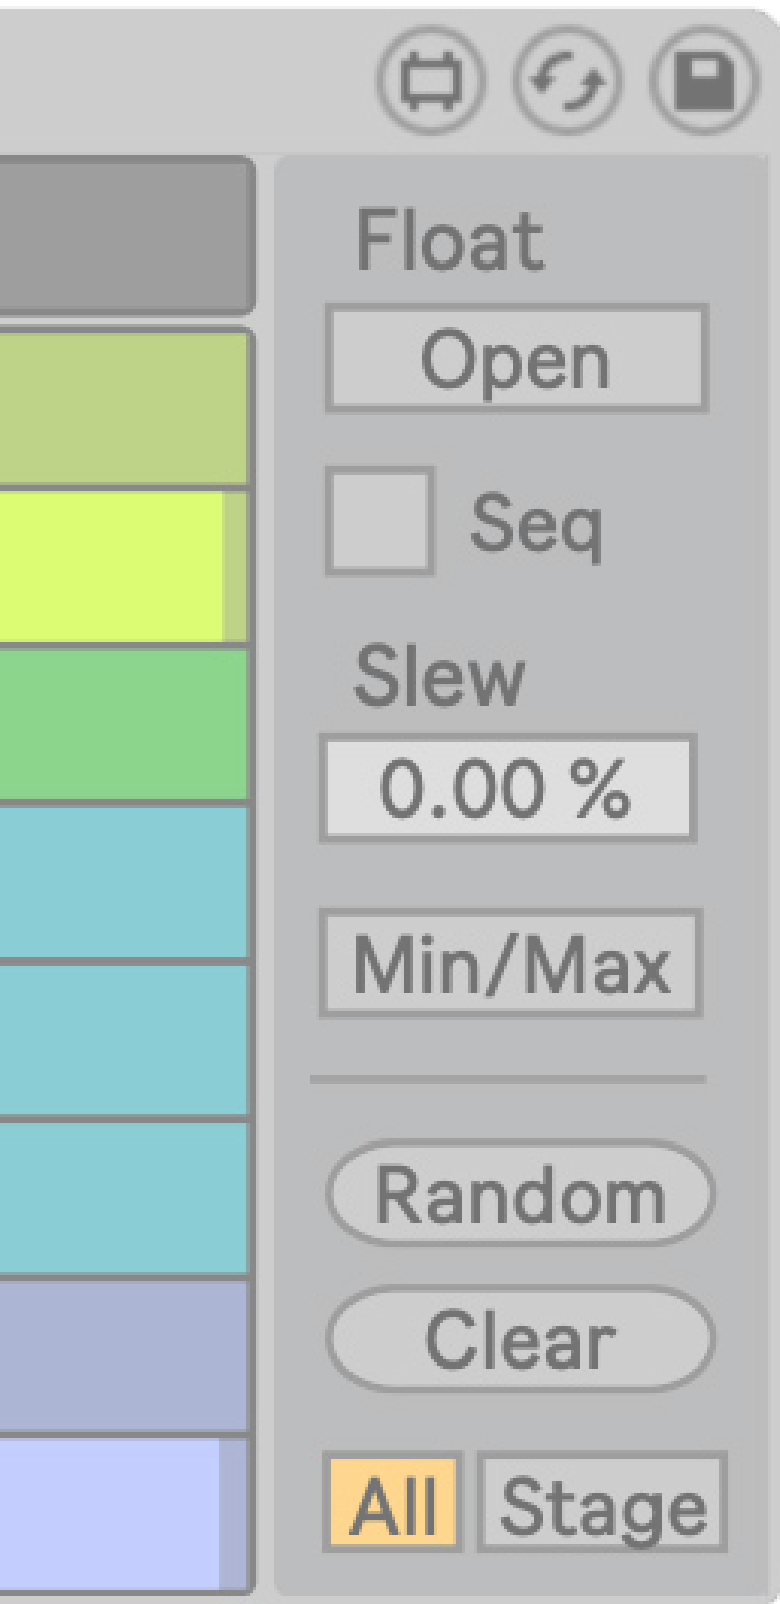 Float
Open
Seq
Slew
0.00 %
Min/Max
Random
Clear
All Stage